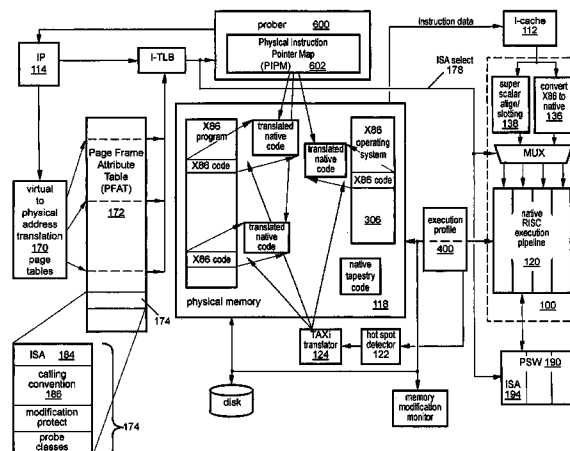 prober 600
Physical Instruction
Pointer Map
(PIPM) 602
IP
114
I-TLB
instruction data
I-cache
112
ISA select
178
super
scalar
align/
slotting
138
convert
X86 to
native
136
MUX
native
RISC
execution
pipeline
120
100
PSW 190
ISA
194
Page Frame
Attribute
Table
(PFAT)
172
virtual
to
physical
address
translation
170 page
tables
174
ISA 184
calling
convention
186
modification
protect
probe
classes
174
X86
program
X86 code
X86 code
translated
native
code
translated
native
code
translated
native
code
X86
operating
system
X86 code
306
native
tapestry
code
physical memory
118
execution
profile
400
TAXi
translator
124
hot spot
detector
122
disk
memory
modification
monitor